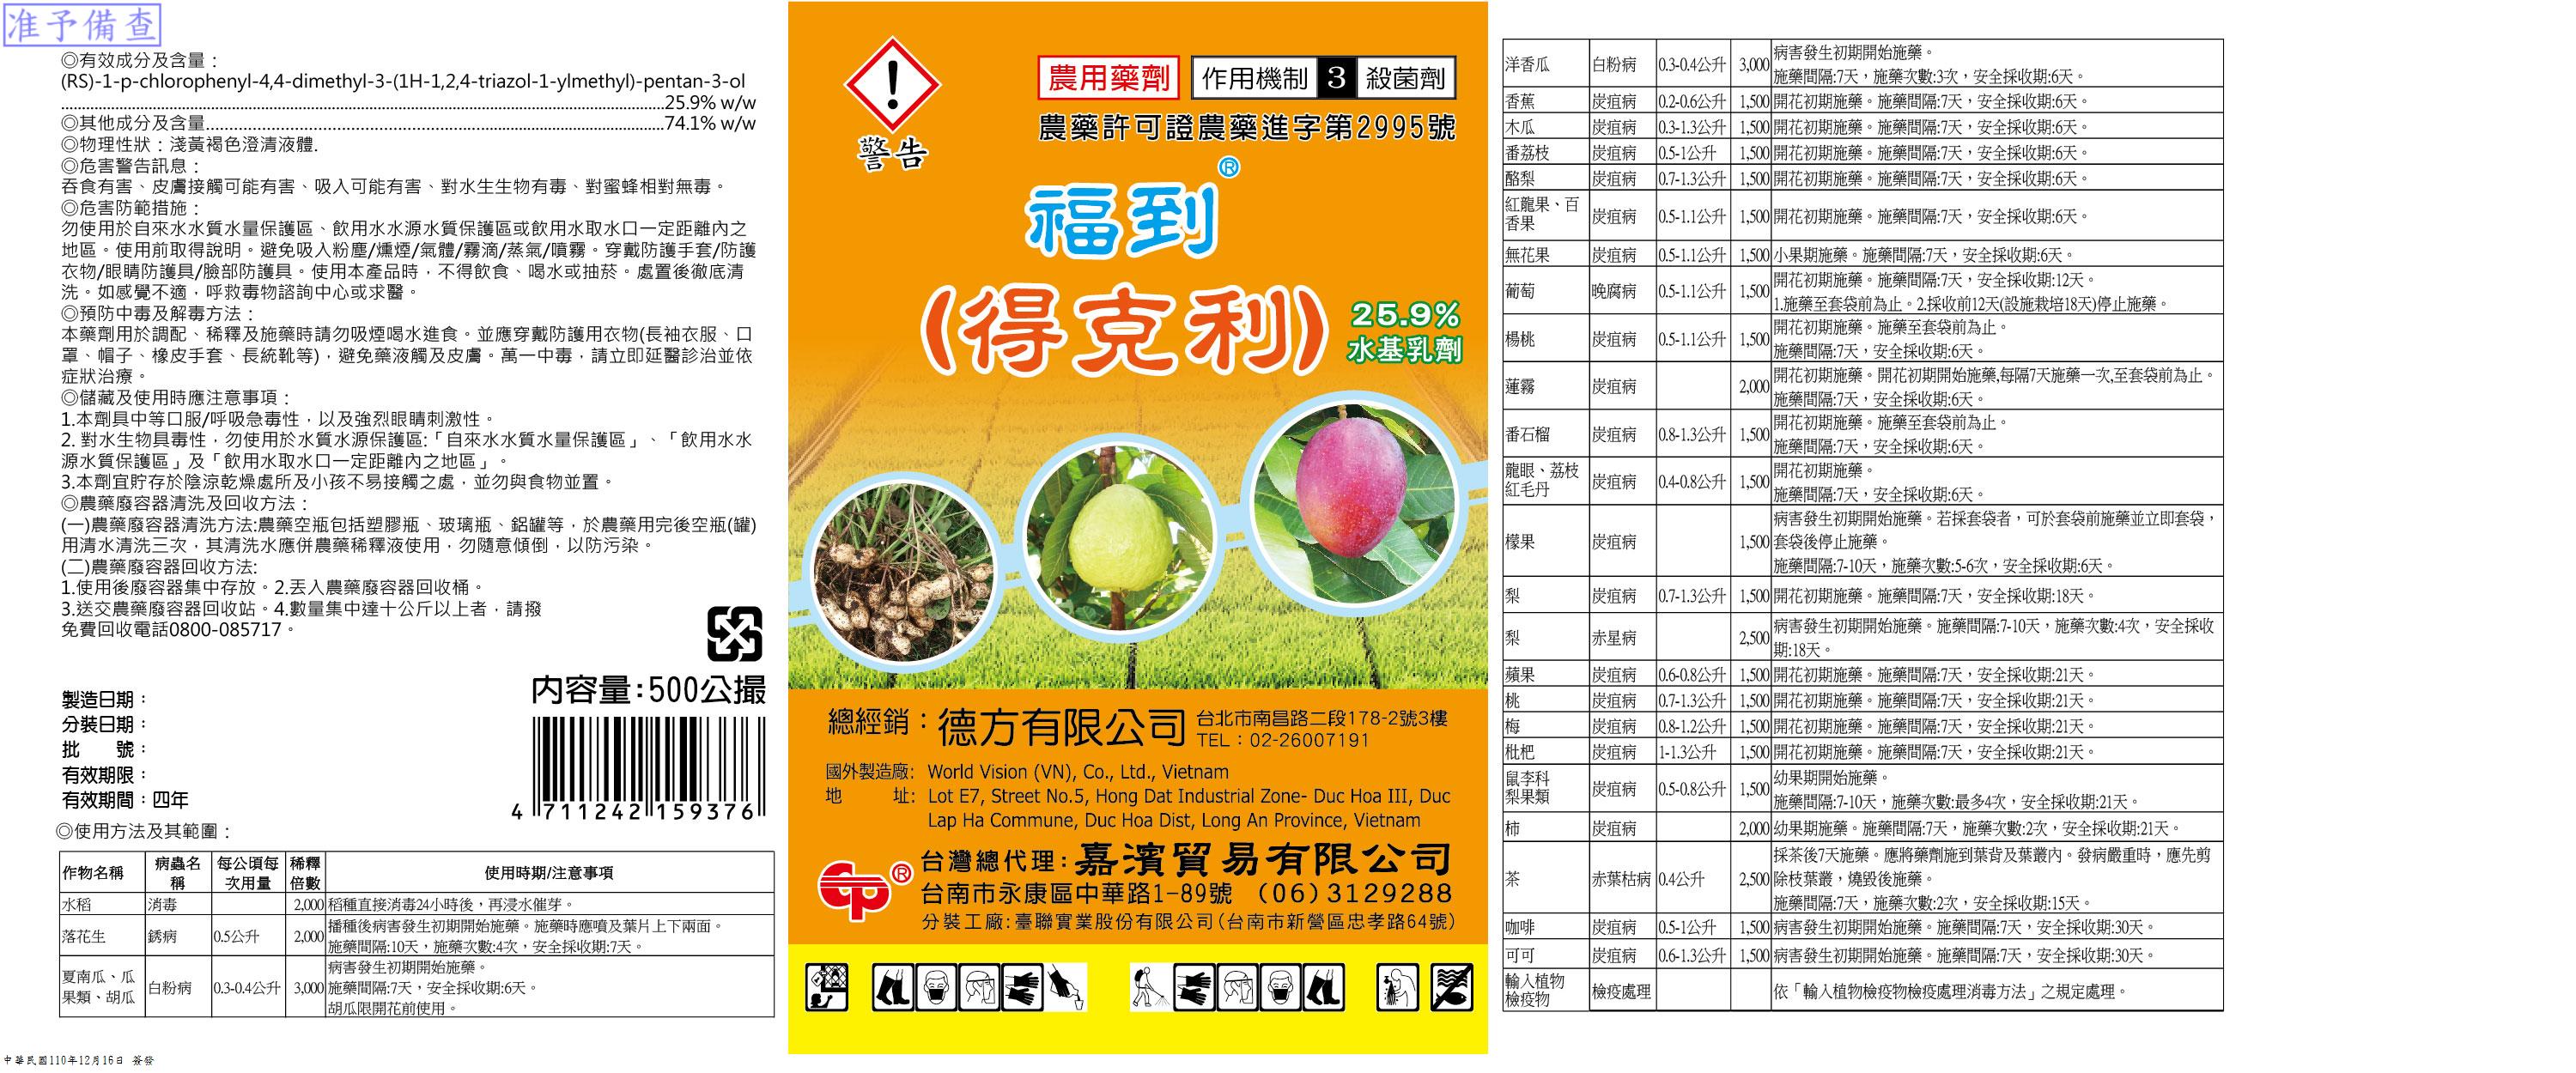 准予備查
◎有效成分及含量：
(RS)-1-p-chlorophenyl-4,4-dimethyl-3-(1H-1,2,4-triazol-1-ylmethyl)-pentan-3-ol
25.9% w/w
◎其他成分及含量 74.1% w/w
◎物理性狀：淺黃褐色澄清液體.
◎危害警告訊息：
吞食有害、皮膚接觸可能有害、吸入可能有害、對水生生物有毒、對蜜蜂相對無毒。
◎危害防範措施：
勿使用於自來水水質水量保護區、飲用水水源水質保護區或飲用水取水口一定距離內之
地區。使用前取得說明。避免吸入粉塵/燻煙/氣體/霧滴/蒸氣/噴霧。穿戴防護手套/防護
衣物/眼睛防護具/臉部防護具。使用本產品時，不得飲食、喝水或抽菸。處置後徹底清
洗。如感覺不適，呼救毒物諮詢中心或求醫。
◎預防中毒及解毒方法：
本藥劑用於調配、稀釋及施藥時請勿吸煙喝水進食。並應穿戴防護用衣物(長袖衣服、口
罩、帽子、橡皮手套、長統靴等)，避免藥液觸及皮膚。萬一中毒，請立即延醫診治並依
症狀治療。
◎儲藏及使用時應注意事項：
1.本劑具中等口服/呼吸急毒性，以及強烈眼睛刺激性。
2. 對水生物具毒性，勿使用於水質水源保護區:「自來水水質水量保護區」、「飲用水水
源水質保護區」及「飲用水取水口一定距離內之地區」。
3.本劑宜貯存於陰涼乾燥處所及小孩不易接觸之處，並勿與食物並置。
◎農藥廢容器清洗及回收方法：
(一)農藥廢容器清洗方法:農藥空瓶包括塑膠瓶、玻璃瓶、鋁罐等，於農藥用完後空瓶(罐)
用清水清洗三次，其清洗水應併農藥稀釋液使用，勿隨意傾倒，以防污染。
(二)農藥廢容器回收方法:
1.使用後廢容器集中存放。2.丟入農藥廢容器回收桶。
3.送交農藥廢容器回收站。4.數量集中達十公斤以上者，請撥
免費回收電話0800-085717。
內容量:500公撮
製造日期：
分裝日期：
批　　號：
有效期限：
有效期間：四年
4 711242 159376
◎使用方法及其範圍：
作物名稱 病蟲名稱 每公頃每次用量 稀釋倍數 使用時期/注意事項
水稻 消毒 2,000 稻種直接消毒24小時後，再浸水催芽。
落花生 銹病 0.5公升 2,000 播種後病害發生初期開始施藥。施藥時應噴及葉片上下兩面。
施藥間隔:10天，施藥次數:4次，安全採收期:7天。
夏南瓜、瓜果類、胡瓜 白粉病 0.3-0.4公升 3,000 病害發生初期開始施藥。
施藥間隔:7天，安全採收期:6天。
胡瓜限開花前使用。
中華民國110年12月16日 簽發
警告
農用藥劑 作用機制 3 殺菌劑
農藥許可證農藥進字第2995號
福到®
(得克利)
25.9%
水基乳劑
總經銷：德方有限公司 台北市南昌路二段178-2號3樓
TEL：02-26007191
國外製造廠: World Vision (VN), Co., Ltd., Vietnam
地　　址: Lot E7, Street No.5, Hong Dat Industrial Zone- Duc Hoa III, Duc
Lap Ha Commune, Duc Hoa Dist, Long An Province, Vietnam
CP®
台灣總代理:嘉濱貿易有限公司
台南市永康區中華路1-89號 (06)3129288
分裝工廠:臺聯實業股份有限公司(台南市新營區忠孝路64號)
洋香瓜 白粉病 0.3-0.4公升 3,000 病害發生初期開始施藥。
施藥間隔:7天，施藥次數:3次，安全採收期:6天。
香蕉 炭疽病 0.2-0.6公升 1,500 開花初期施藥。施藥間隔:7天，安全採收期:6天。
木瓜 炭疽病 0.3-1.3公升 1,500 開花初期施藥。施藥間隔:7天，安全採收期:6天。
番荔枝 炭疽病 0.5-1公升 1,500 開花初期施藥。施藥間隔:7天，安全採收期:6天。
酪梨 炭疽病 0.7-1.3公升 1,500 開花初期施藥。施藥間隔:7天，安全採收期:6天。
紅龍果、百香果 炭疽病 0.5-1.1公升 1,500 開花初期施藥。施藥間隔:7天，安全採收期:6天。
無花果 炭疽病 0.5-1.1公升 1,500 小果期施藥。施藥間隔:7天，安全採收期:6天。
葡萄 晚腐病 0.5-1.1公升 1,500 開花初期施藥。施藥間隔:7天，安全採收期:12天。
1.施藥至套袋前為止。2.採收前12天(設施栽培18天)停止施藥。
楊桃 炭疽病 0.5-1.1公升 1,500 開花初期施藥。施藥至套袋前為止。
施藥間隔:7天，安全採收期:6天。
蓮霧 炭疽病 2,000 開花初期施藥。開花初期開始施藥,每隔7天施藥一次,至套袋前為止。
施藥間隔:7天，安全採收期:6天。
番石榴 炭疽病 0.8-1.3公升 1,500 開花初期施藥。施藥至套袋前為止。
施藥間隔:7天，安全採收期:6天。
龍眼、荔枝紅毛丹 炭疽病 0.4-0.8公升 1,500 開花初期施藥。
施藥間隔:7天，安全採收期:6天。
檬果 炭疽病 1,500 病害發生初期開始施藥。若採套袋者，可於套袋前施藥並立即套袋，
套袋後停止施藥。
施藥間隔:7-10天，施藥次數:5-6次，安全採收期:6天。
梨 炭疽病 0.7-1.3公升 1,500 開花初期施藥。施藥間隔:7天，安全採收期:18天。
梨 赤星病 2,500 病害發生初期開始施藥。施藥間隔:7-10天，施藥次數:4次，安全採收
期:18天。
蘋果 炭疽病 0.6-0.8公升 1,500 開花初期施藥。施藥間隔:7天，安全採收期:21天。
桃 炭疽病 0.7-1.3公升 1,500 開花初期施藥。施藥間隔:7天，安全採收期:21天。
梅 炭疽病 0.8-1.2公升 1,500 開花初期施藥。施藥間隔:7天，安全採收期:21天。
枇杷 炭疽病 1-1.3公升 1,500 開花初期施藥。施藥間隔:7天，安全採收期:21天。
鼠李科梨果類 炭疽病 0.5-0.8公升 1,500 幼果期開始施藥。
施藥間隔:7-10天，施藥次數:最多4次，安全採收期:21天。
柿 炭疽病 2,000 幼果期施藥。施藥間隔:7天，施藥次數:2次，安全採收期:21天。
茶 赤葉枯病 0.4公升 2,500 採茶後7天施藥。應將藥劑施到葉背及葉叢內。發病嚴重時，應先剪
除枝葉叢，燒毀後施藥。
施藥間隔:7天，施藥次數:2次，安全採收期:15天。
咖啡 炭疽病 0.5-1公升 1,500 病害發生初期開始施藥。施藥間隔:7天，安全採收期:30天。
可可 炭疽病 0.6-1.3公升 1,500 病害發生初期開始施藥。施藥間隔:7天，安全採收期:30天。
輸入植物檢疫物 檢疫處理 依「輸入植物檢疫物檢疫處理消毒方法」之規定處理。